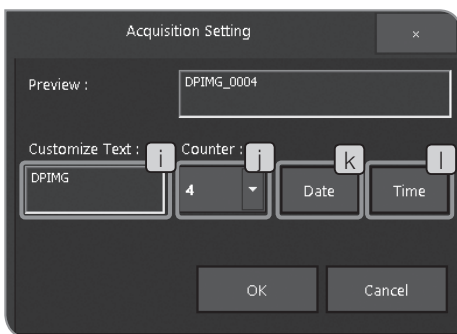 Acquisition Setting ×
Preview : DPIMG_0004
Customize Text : i Counter : j k l
DPIMG 4 Date Time
OK Cancel